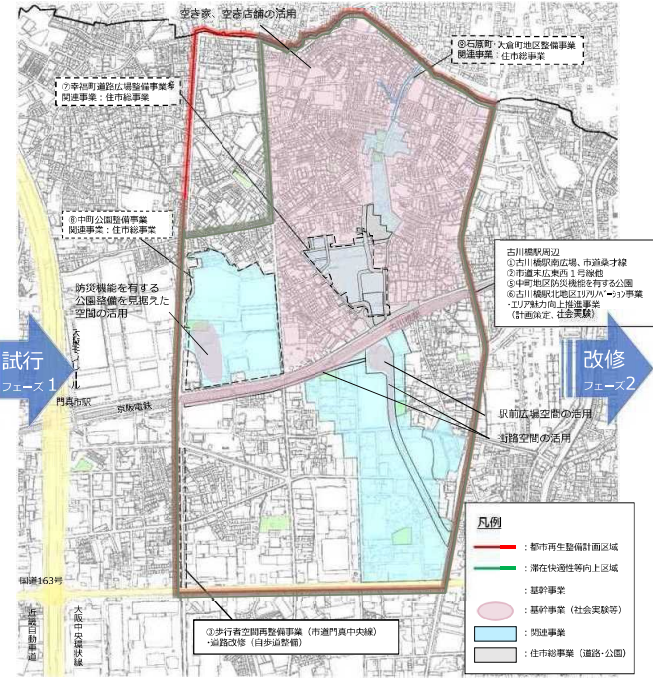 空き家、空き店舗の活用
⑨石原町・大倉町地区整備事業
関連事業：住市総事業
⑦幸福町道路広場整備事業等
関連事業：住市総事業
⑧中町公園整備事業
関連事業：住市総事業
防災機能を有する
公園整備を見据えた
空間の活用
古川橋駅周辺
①古川橋駅南広場、市道桑才線
②市道末広東西1号線他
⑤中町地区防災機能を有する公園
⑥古川橋駅北地区エリアリノベーション事業
・エリア魅力向上推進事業
（計画策定、社会実験）
試行
フェーズ1
改修
フェーズ2
大阪モノレール
門真市駅
京阪電鉄
駅前広場空間の活用
街路空間の活用
国道163号
近畿自動車道
大阪中央環状線
③歩行者空間再整備事業（市道門真中央線）
・道路改修（自歩道整備）
凡例
：都市再生整備計画区域
：滞在快適性等向上区域
：基幹事業
：基幹事業（社会実験等）
：関連事業
：住市総事業（道路・公園）